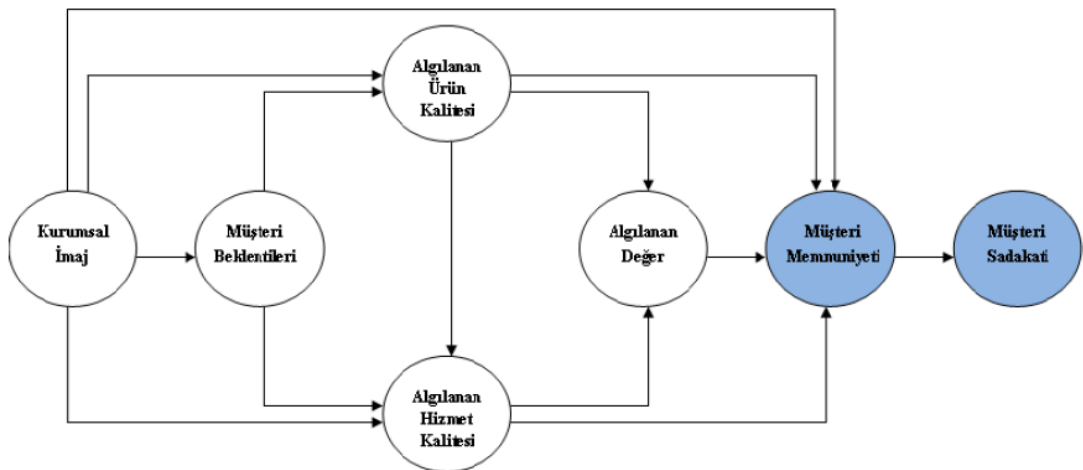 Algılanan
Ürün
Kalitesi
Kurumsal
İmaj
Müşteri
Beklentileri
Algılanan
Değer
Müşteri
Memnuniyeti
Müşteri
Sadakati
Algılanan
Hizmet
Kalitesi